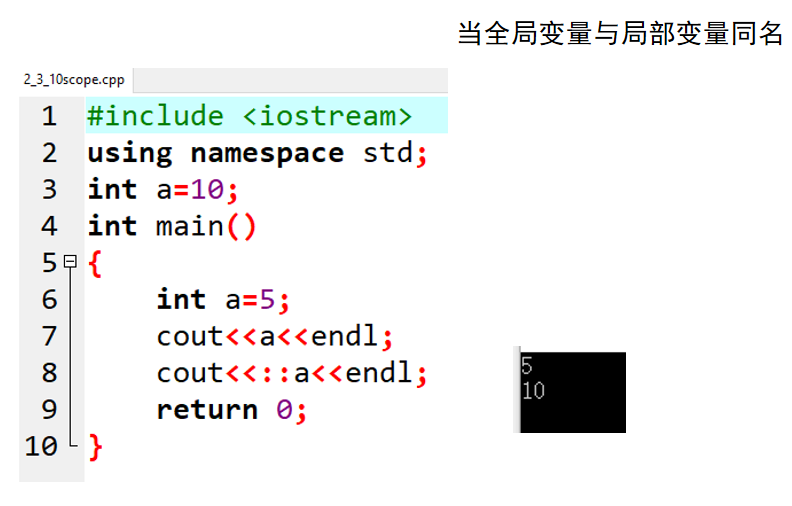 当全局变量与局部变量同名
2_3_10scope.cpp
1 #include <iostream>
2 using namespace std;
3 int a=10;
4 int main()
5 {
6 int a=5;
7 cout<<a<<endl;
8 cout<<::a<<endl;
9 return 0;
10 }
5
10